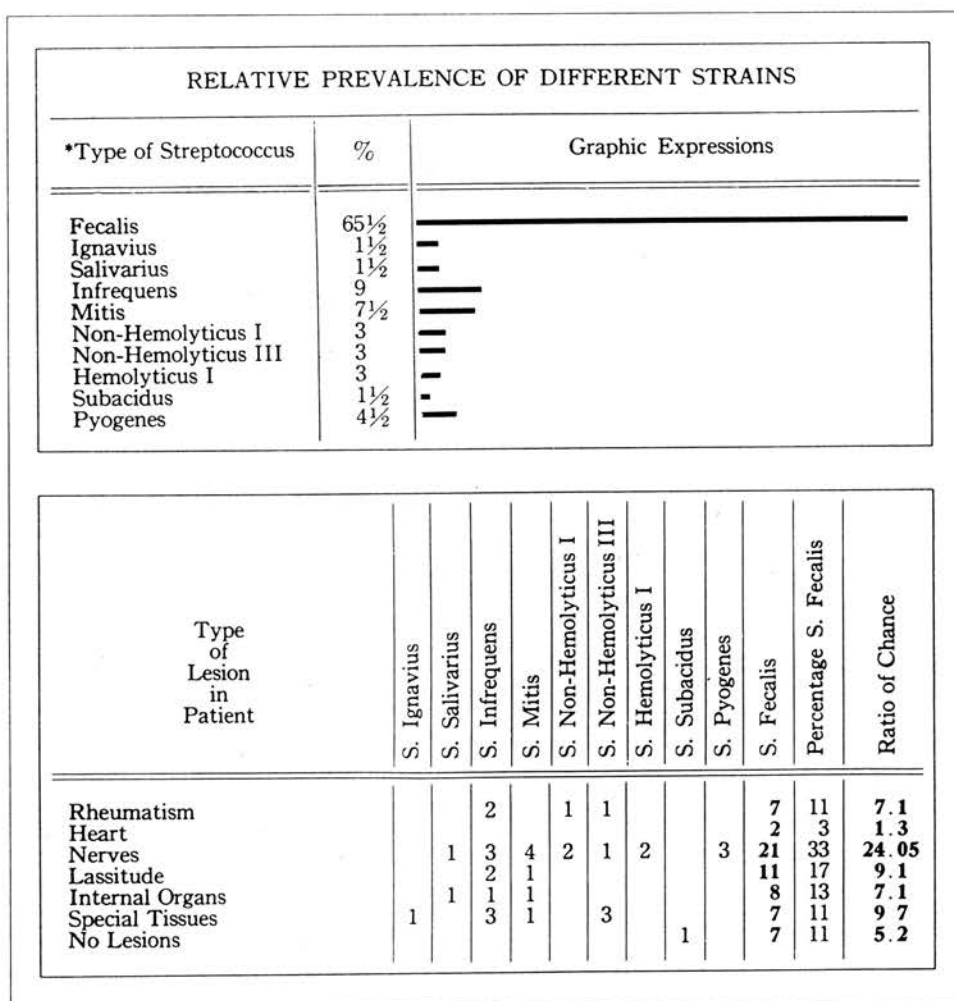 RELATIVE PREVALENCE OF DIFFERENT STRAINS
*Type of Streptococcus % Graphic Expressions
Fecalis 65½
Ignavius 1½
Salivarius 1½
Infrequens 9
Mitis 7½
Non-Hemolyticus I 3
Non-Hemolyticus III 3
Hemolyticus I 3
Subacidus 1½
Pyogenes 4½
Type
of
Lesion
in
Patient
S. Ignavius
S. Salivarius
S. Infrequens
S. Mitis
S. Non-Hemolyticus I
S. Non-Hemolyticus III
S. Hemolyticus I
S. Subacidus
S. Pyogenes
S. Fecalis
Percentage S. Fecalis
Ratio of Chance
Rheumatism 2 1 1 7 11 7.1
Heart 2 3 1.3
Nerves 1 3 4 2 1 2 3 21 33 24.05
Lassitude 2 1 11 17 9.1
Internal Organs 1 1 1 8 13 7.1
Special Tissues 1 3 1 3 7 11 9 7
No Lesions 1 7 11 5.2